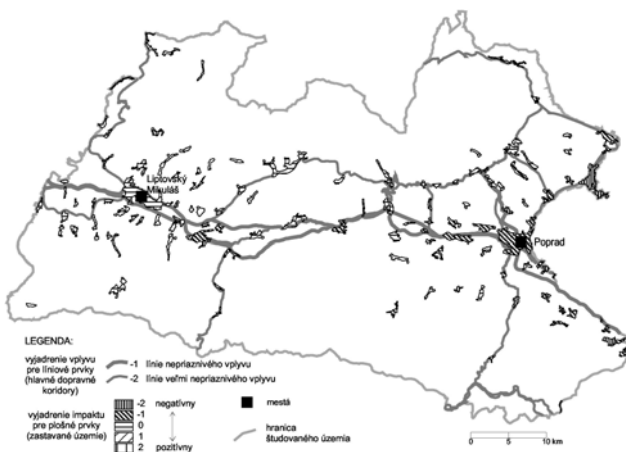 Liptovský
Mikuláš
Poprad
LEGENDA:
vyjadrenie vplyvu
pre líniové prvky
(hlavné dopravné
koridory)
-1 línie nepriaznivého vplyvu
-2 línie veľmi nepriaznivého vplyvu
vyjadrenie impaktu
pre plošné prvky
(zastavané územie)
-2 negatívny
-1
0
1
2 pozitívny
mestá
hranica
študovaného územia
0 5 10 km